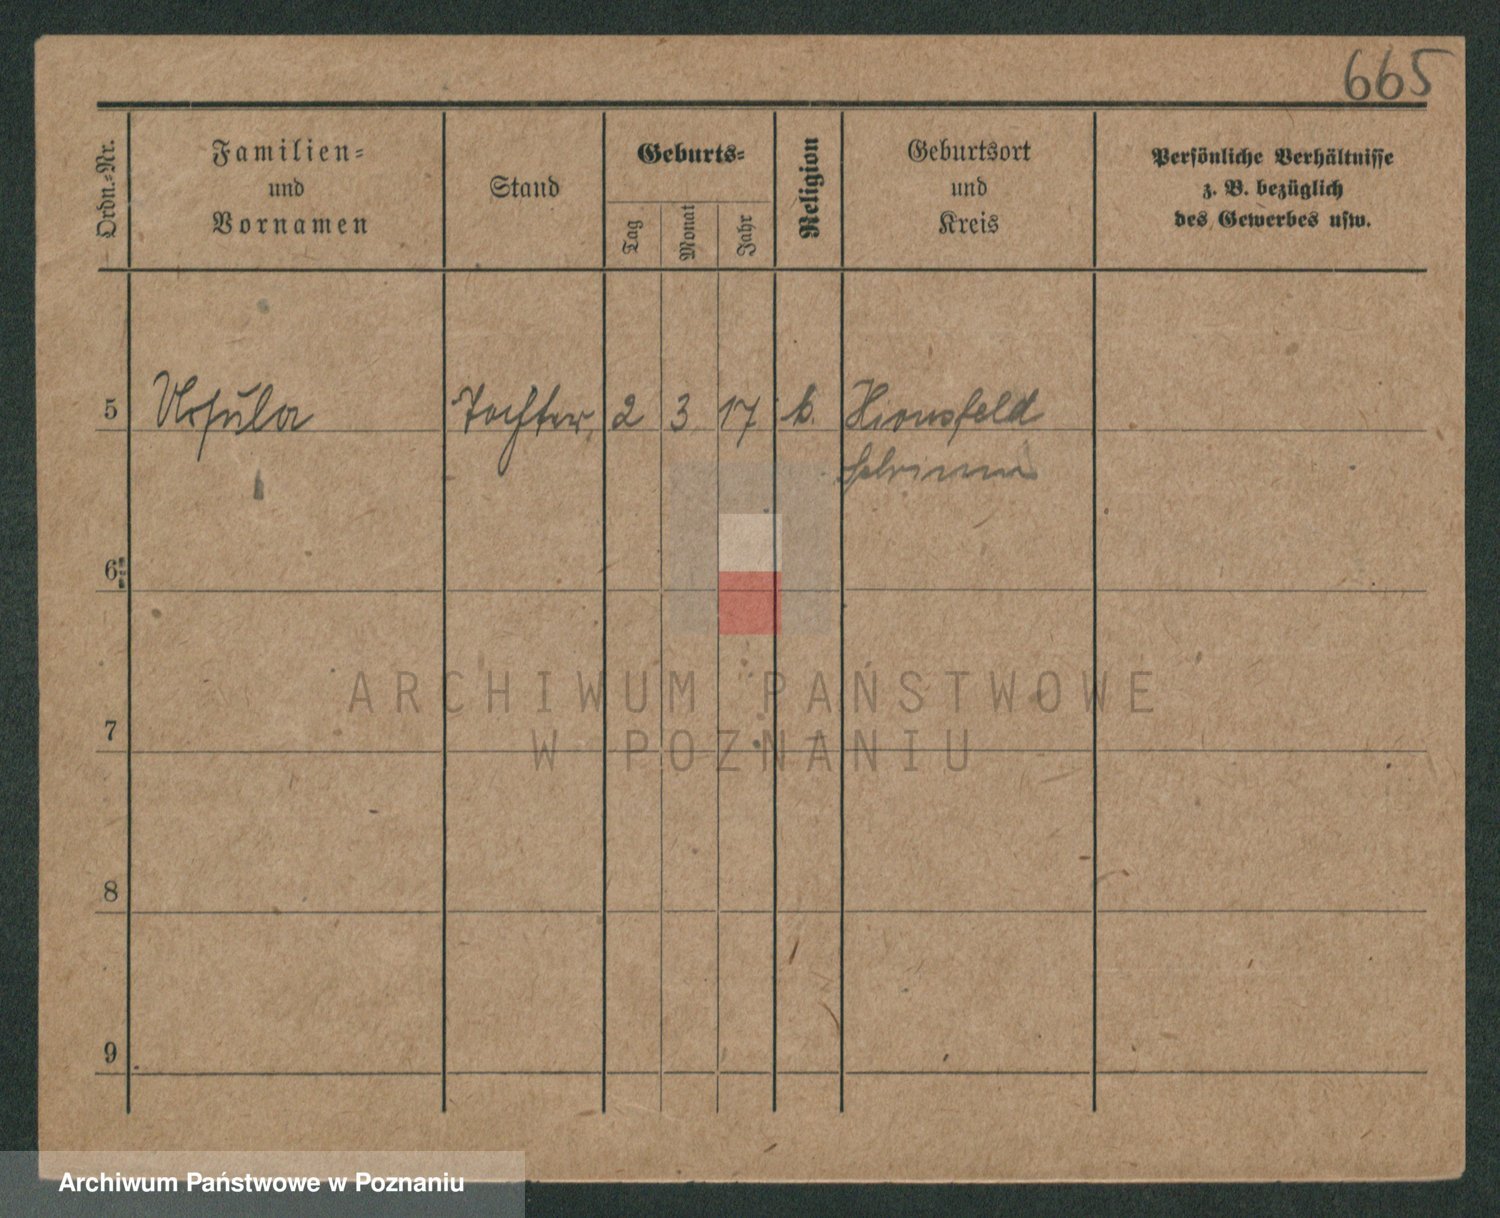 665
Ordn.-Nr.
Familien-
und
Vornamen
Stand
Geburts-
Tag
Monat
Jahr
Religion
Geburtsort
und
Kreis
Persönliche Verhältnisse
z. B. bezüglich
des Gewerbes usw.
5 Ursula Tochter 2 3 17 k.
6
7
8
9
ARCHIWUM PAŃSTWOWE
W POZNANIU
Archiwum Państwowe w Poznaniu